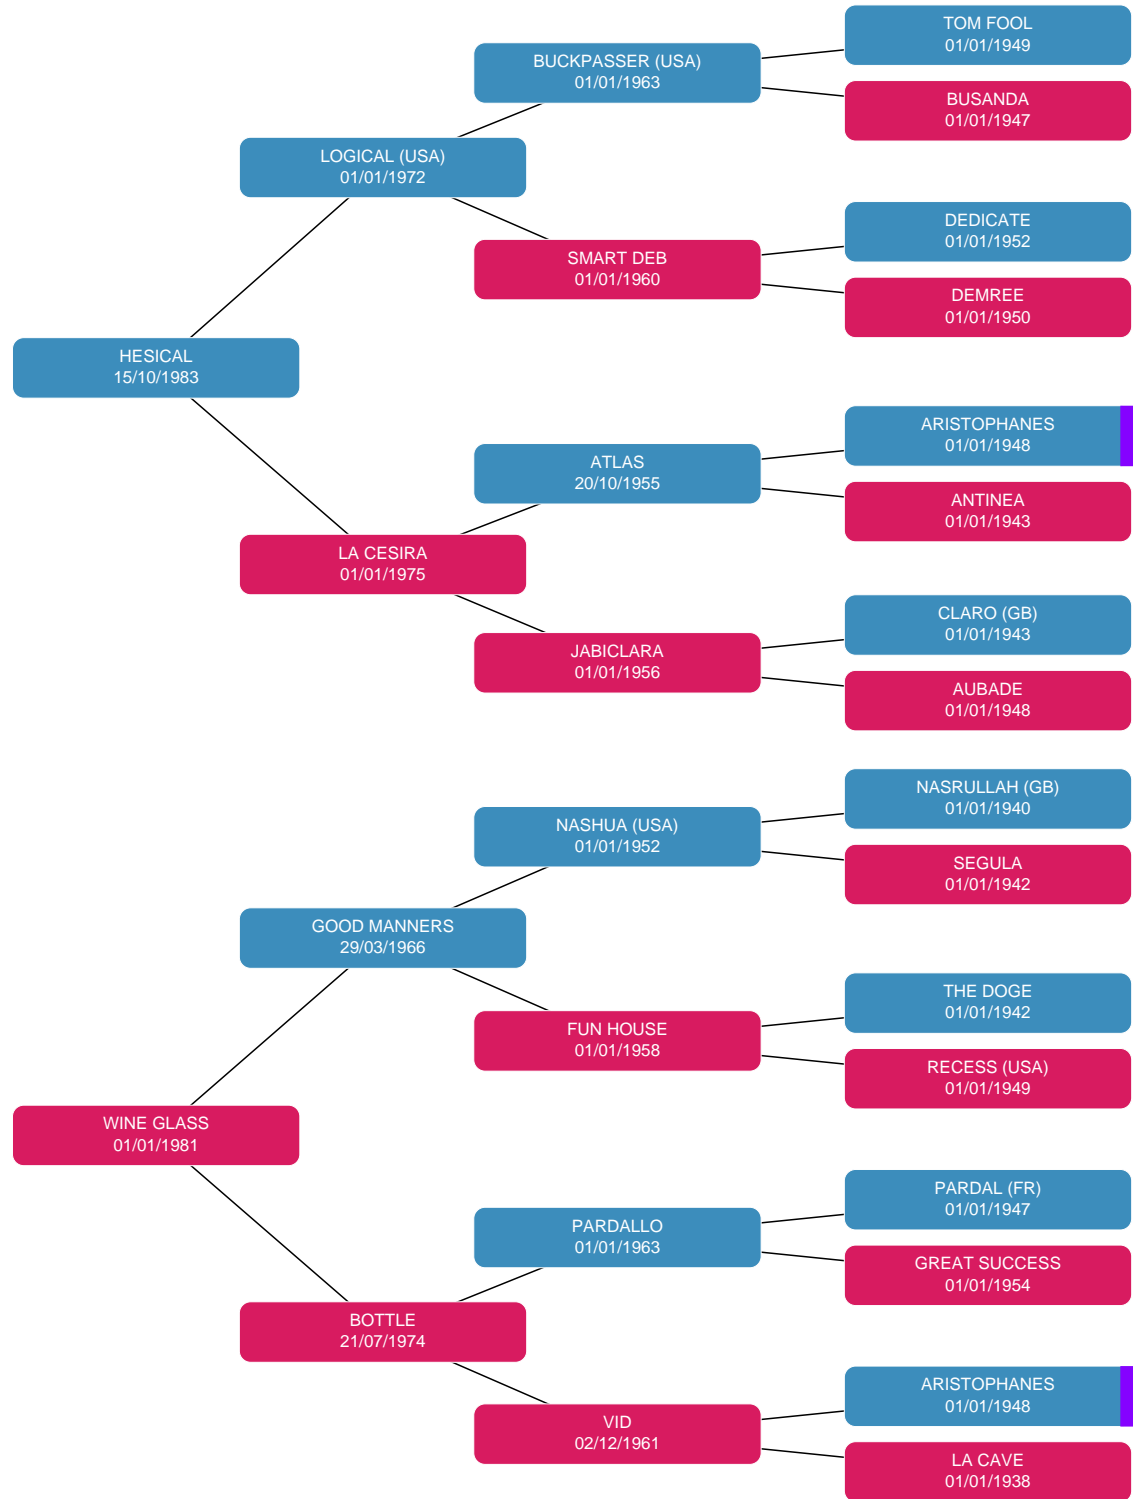 TOM FOOL
01/01/1949
BUCKPASSER (USA)
01/01/1963
BUSANDA
01/01/1947
LOGICAL (USA)
01/01/1972
DEDICATE
01/01/1952
SMART DEB
01/01/1960
DEMREE
01/01/1950
HESICAL
15/10/1983
ARISTOPHANES
01/01/1948
ATLAS
20/10/1955
ANTINEA
01/01/1943
LA CESIRA
01/01/1975
CLARO (GB)
01/01/1943
JABICLARA
01/01/1956
AUBADE
01/01/1948
NASRULLAH (GB)
01/01/1940
NASHUA (USA)
01/01/1952
SEGULA
01/01/1942
GOOD MANNERS
29/03/1966
THE DOGE
01/01/1942
FUN HOUSE
01/01/1958
RECESS (USA)
01/01/1949
WINE GLASS
01/01/1981
PARDAL (FR)
01/01/1947
PARDALLO
01/01/1963
GREAT SUCCESS
01/01/1954
BOTTLE
21/07/1974
ARISTOPHANES
01/01/1948
VID
02/12/1961
LA CAVE
01/01/1938